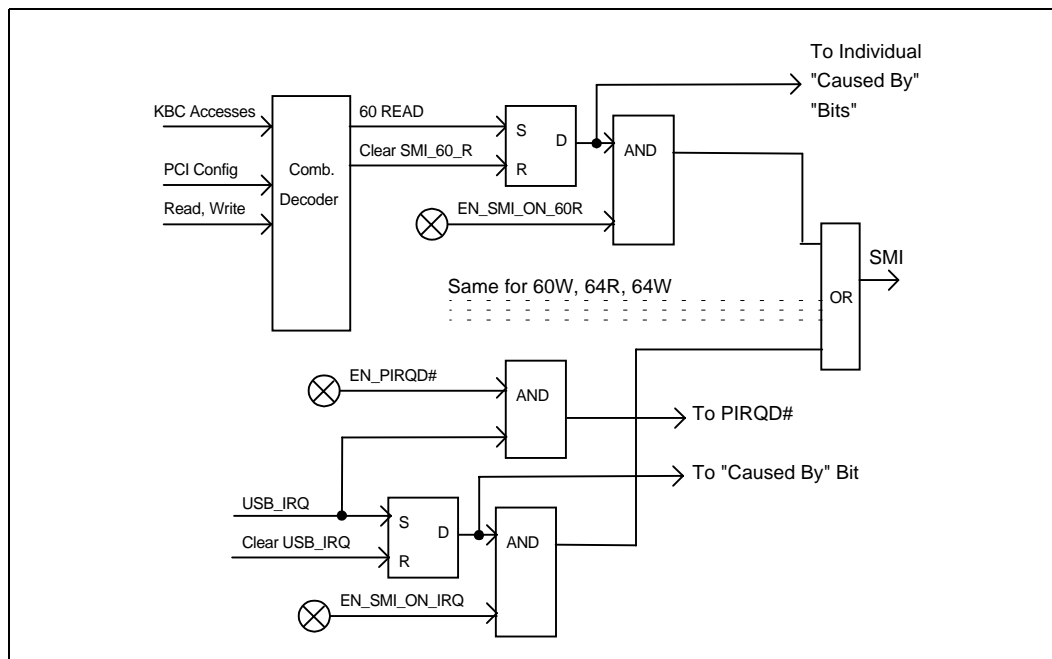 To Individual
"Caused By"
"Bits"
KBC Accesses
60 READ
S
D
AND
Clear SMI_60_R
R
PCI Config
Comb.
Decoder
Read, Write
EN_SMI_ON_60R
SMI
OR
Same for 60W, 64R, 64W
EN_PIRQD#
AND
To PIRQD#
To "Caused By" Bit
USB_IRQ
S
D
AND
Clear USB_IRQ
R
EN_SMI_ON_IRQ